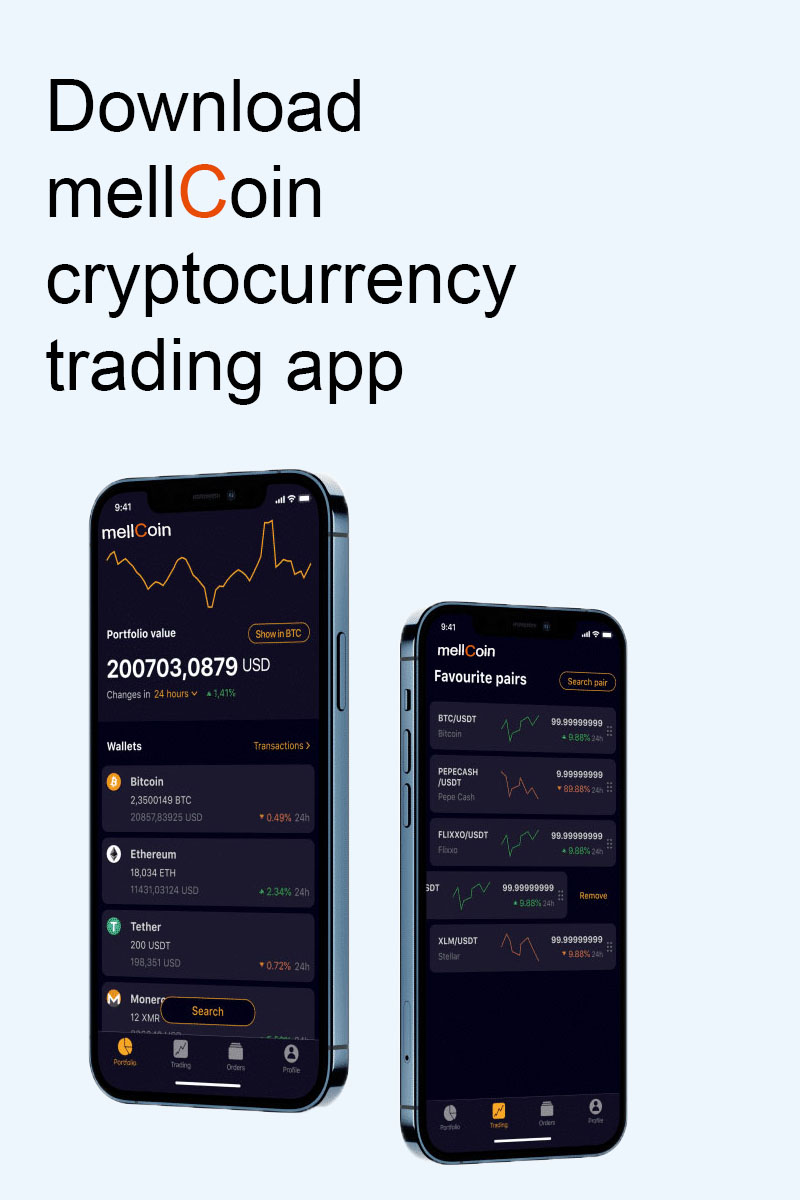 Download
mellCoin
cryptocurrency
trading app
9:41
mellCoin
Portfolio value
Show in BTC
200703,0879 USD
Changes in 24 hours 1,41%
Wallets
Transactions
Bitcoin
2,3500149 BTC
20857,83925 USD
0.49% 24h
Ethereum
18,034 ETH
11431,03124 USD
2.34% 24h
Tether
200 USDT
198,351 USD
0.72% 24h
Monero
12 XMR
Search
Portfolio
Trading
Orders
Profile
9:41
mellCoin
Favourite pairs
Search pair
BTC/USDT
Bitcoin
99.99999999
9.88% 24h
PEPECASH
/USDT
Pepe Cash
9.99999999
89.88% 24h
FLIXXO/USDT
Flixxo
99.99999999
9.88% 24h
SDT
99.99999999
9.88% 24h
Remove
XLM/USDT
Stellar
99.99999999
9.88% 24h
Portfolio
Trading
Orders
Profile